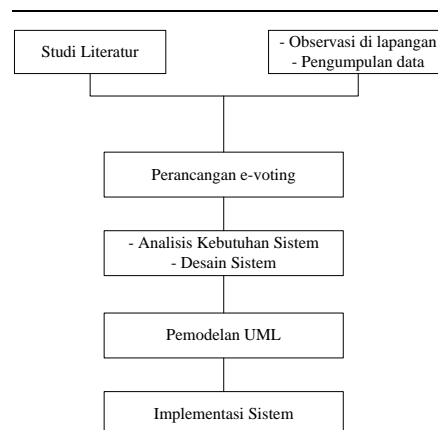 Studi Literatur
- Observasi di lapangan
- Pengumpulan data
Perancangan e-voting
- Analisis Kebutuhan Sistem
- Desain Sistem
Pemodelan UML
Implementasi Sistem